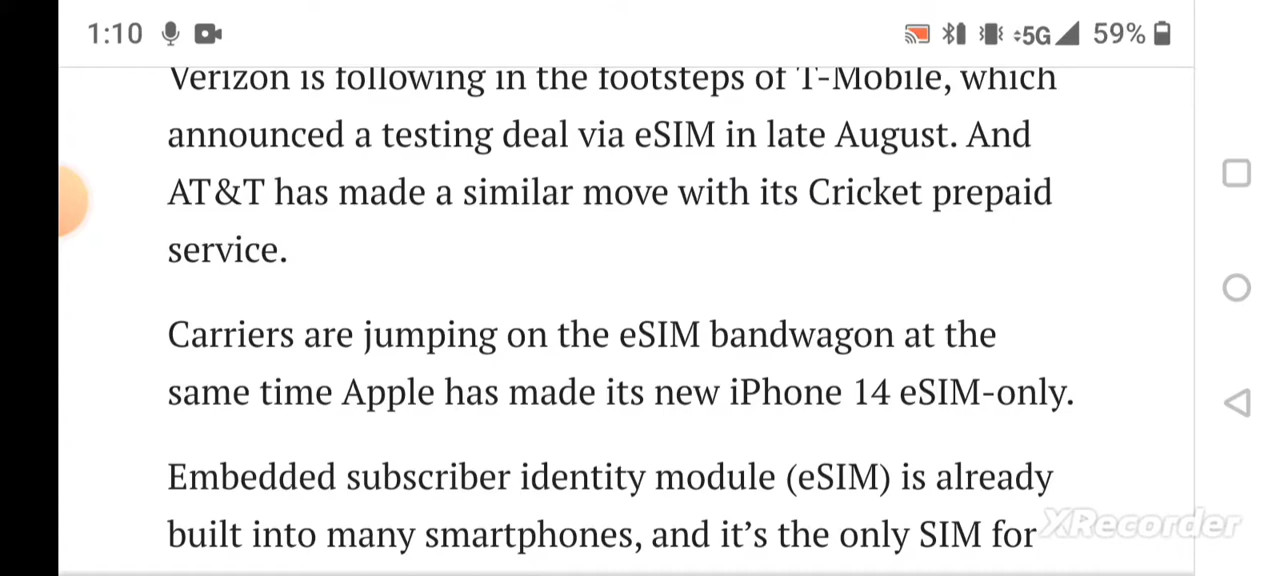 1:10 5G 59%
Verizon is following in the footsteps of T-Mobile, which
announced a testing deal via eSIM in late August. And
AT&T has made a similar move with its Cricket prepaid
service.
Carriers are jumping on the eSIM bandwagon at the
same time Apple has made its new iPhone 14 eSIM-only.
Embedded subscriber identity module (eSIM) is already
built into many smartphones, and it’s the only SIM for
XRecorder